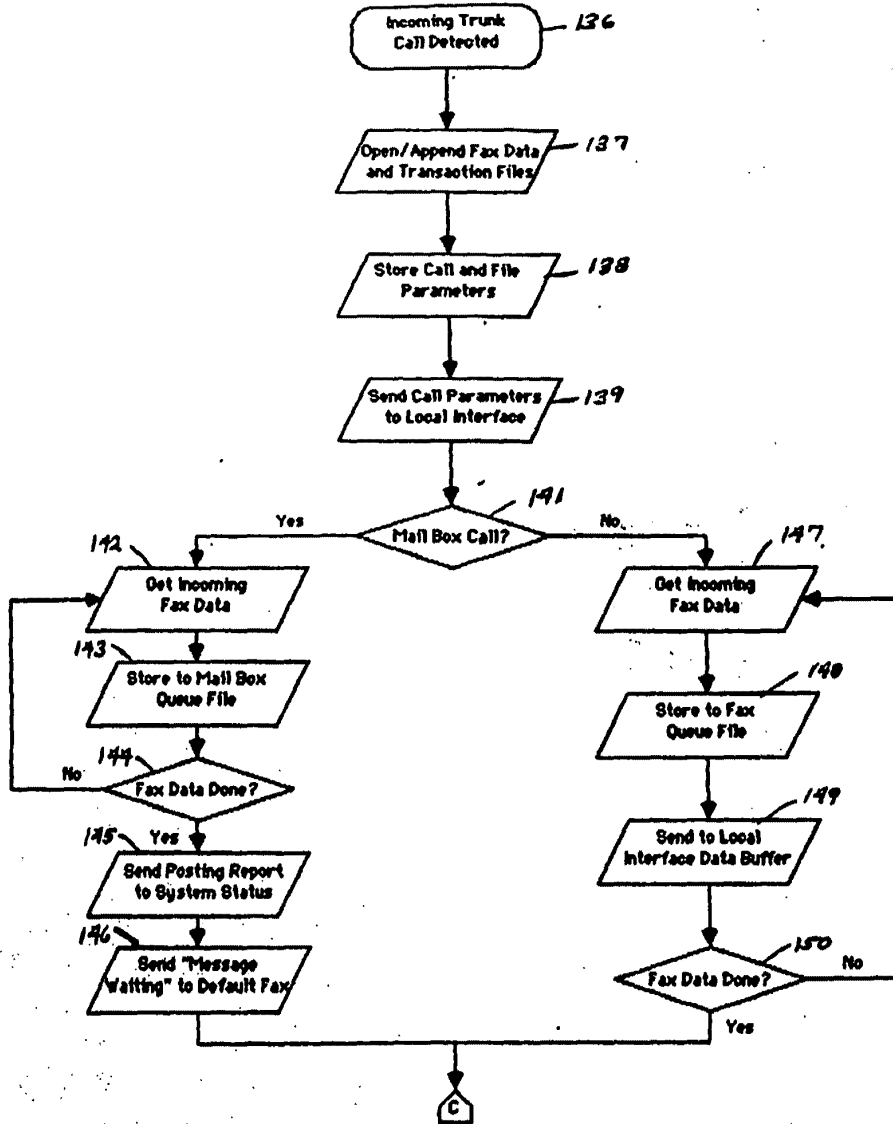 Incoming Trunk
Call Detected
136
Open/Append Fax Data
and Transaction Files
137
Store Call and File
Parameters
138
Send Call Parameters
to Local Interface
139
Mail Box Call?
141
Yes
No
142
Get Incoming
Fax Data
147
Get Incoming
Fax Data
143
Store to Mail Box
Queue File
148
Store to Fax
Queue File
144
No
Fax Data Done?
149
Send to Local
Interface Data Buffer
145
Yes
Send Posting Report
to System Status
146
Send "Message
Waiting" to Default Fax
150
Fax Data Done?
No
Yes
C